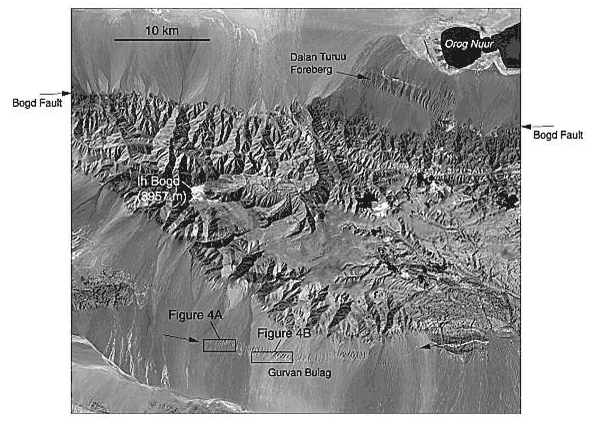 10 km
Orog Nuur
Dalan Turuu
Foreberg
Bogd Fault
Bogd Fault
Ih Bogd
(3957 m)
Figure 4A
Figure 4B
Gurvan Bulag